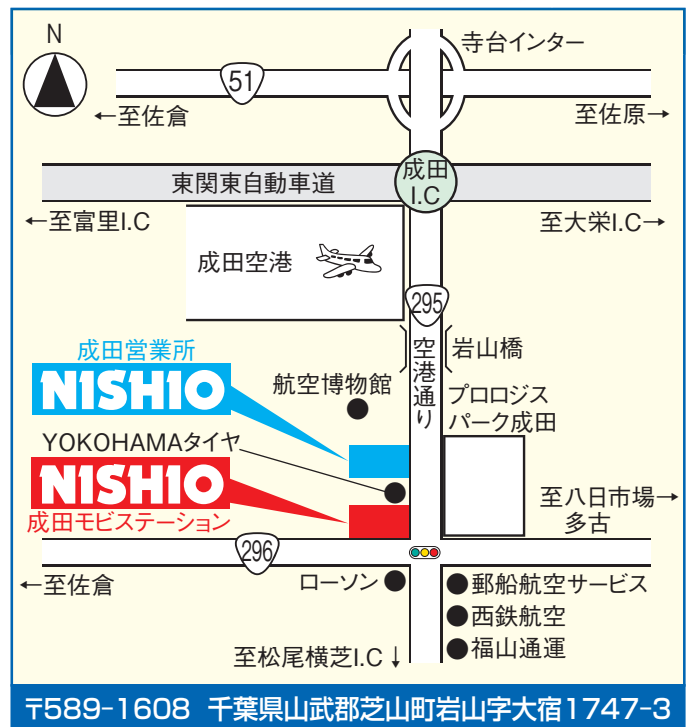 N
寺台インター
51
←至佐倉
至佐原→
東関東自動車道
成田
I.C
←至富里I.C
至大栄I.C→
成田空港
295
成田営業所
NISHIO
空港通り
岩山橋
航空博物館
プロロジス
パーク成田
YOKOHAMAタイヤ
NISHIO
成田モビステーション
至八日市場→
多古
296
←至佐倉
ローソン
●郵船航空サービス
●西鉄航空
●福山通運
至松尾横芝I.C↓
〒589-1608 千葉県山武郡芝山町岩山字大宿1747-3